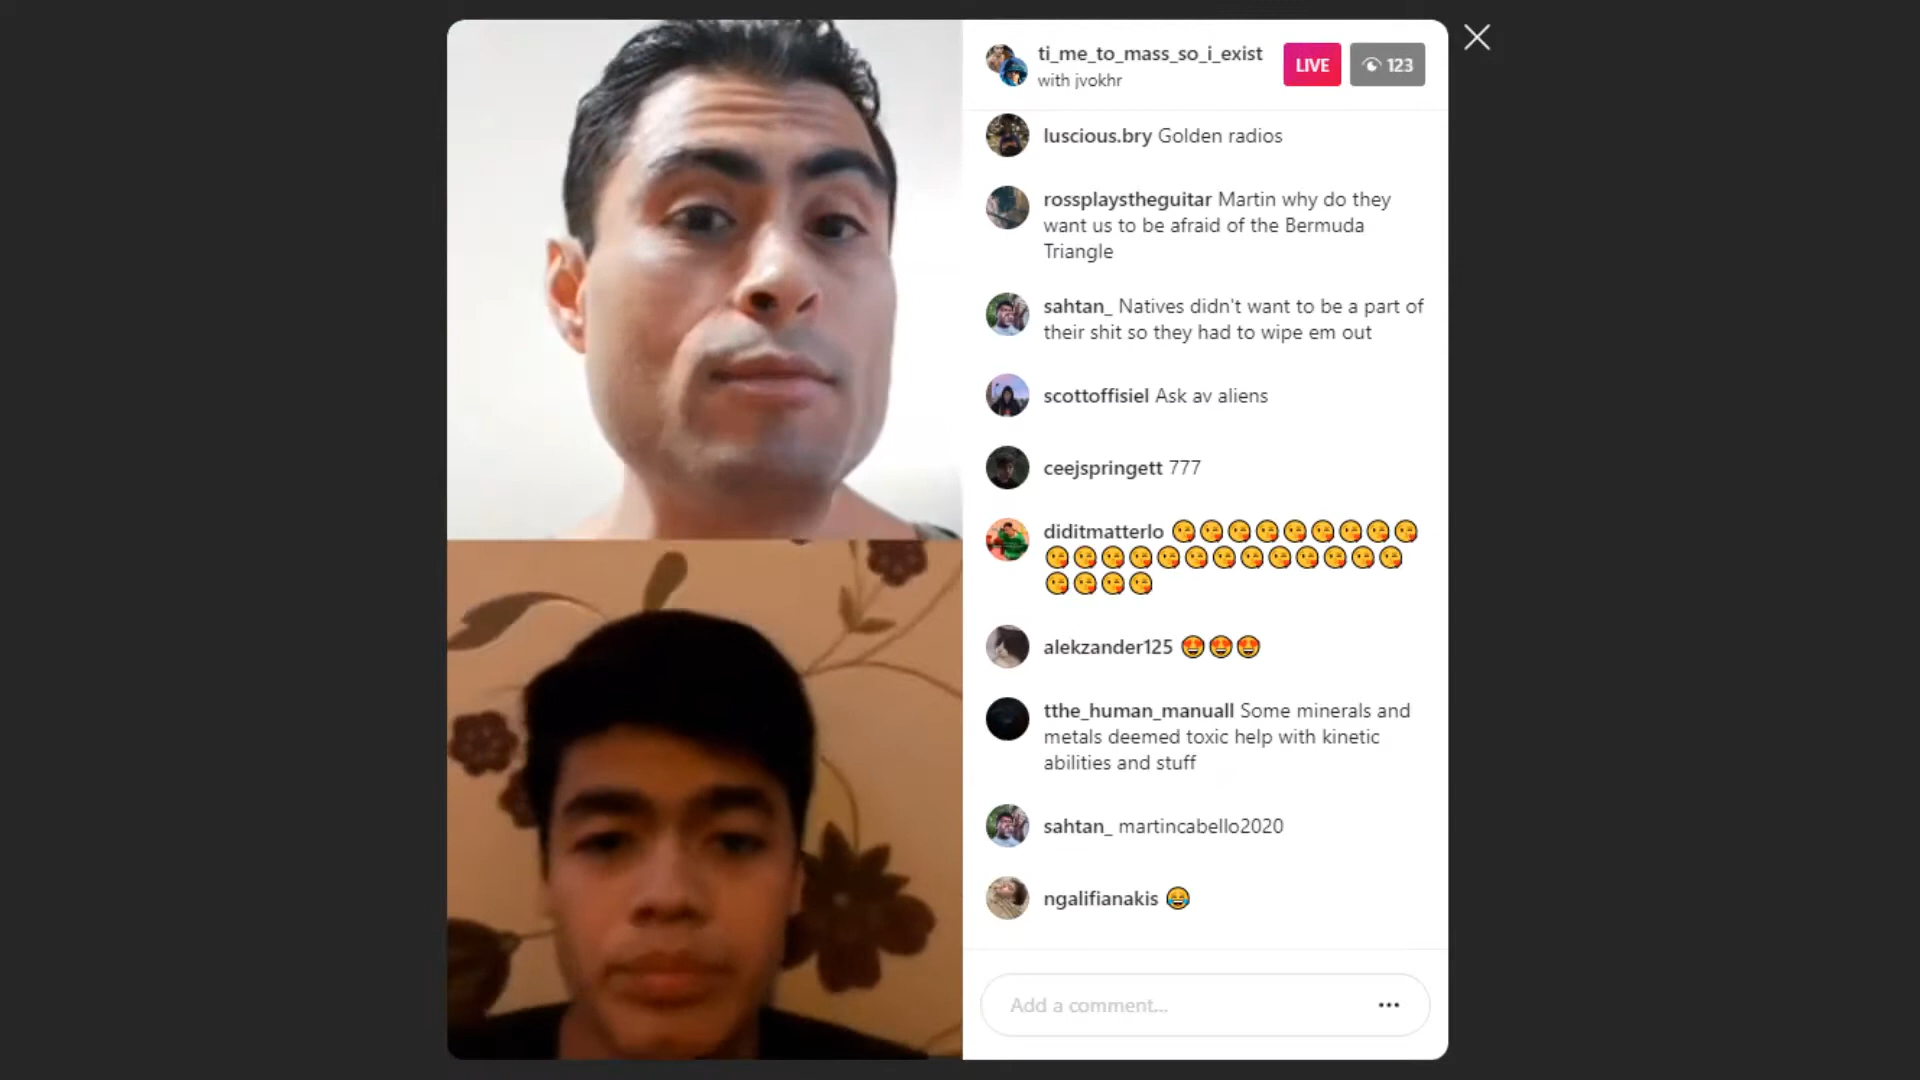 ti_me_to_mass_so_i_exist
with jvokhr
LIVE
123
luscious.bry Golden radios
rossplaystheguitar Martin why do they
want us to be afraid of the Bermuda
Triangle
sahtan_ Natives didn't want to be a part of
their shit so they had to wipe em out
scottoffisiel Ask av aliens
ceejspringett 777
diditmatterlo 😘😘😘😘😘😘😘😘😘
😘😘😘😘😘😘😘😘😘😘😘😘😘
😘😘😘😘
alekzander125 😍😍😍
tthe_human_manuall Some minerals and
metals deemed toxic help with kinetic
abilities and stuff
sahtan_ martincabello2020
ngalifianakis 😂
Add a comment...